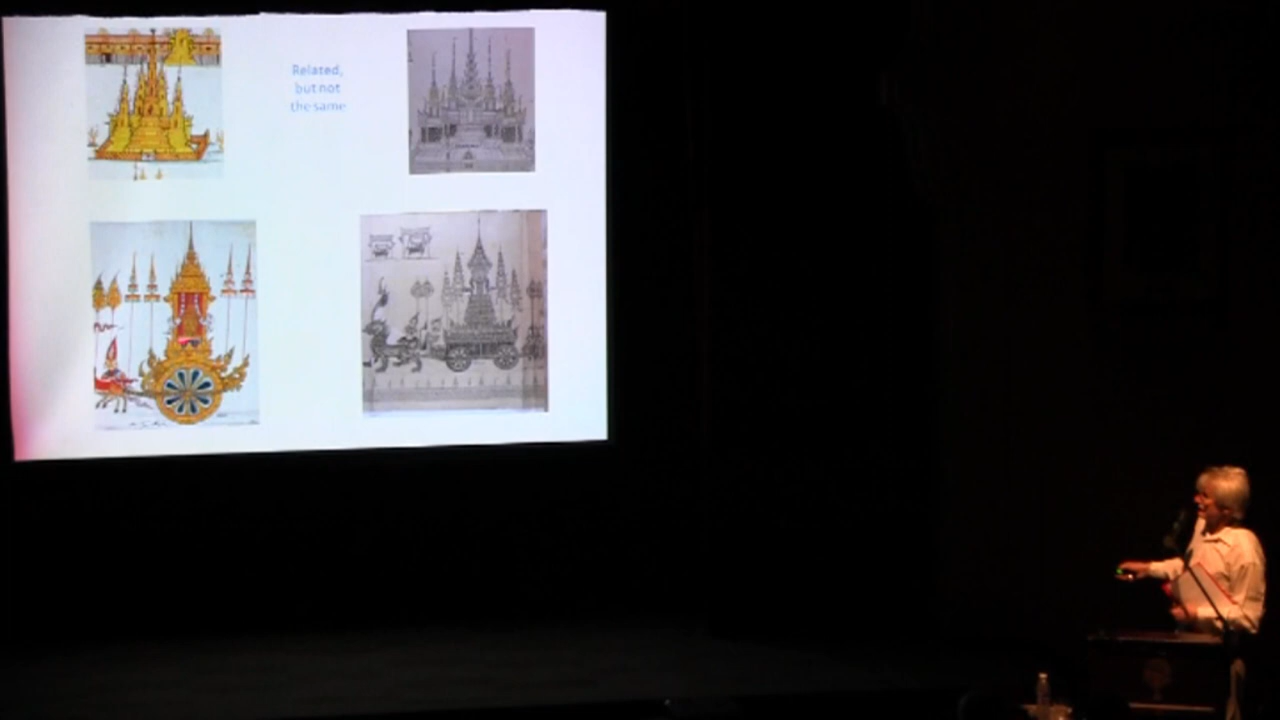 Related,
but not
the same